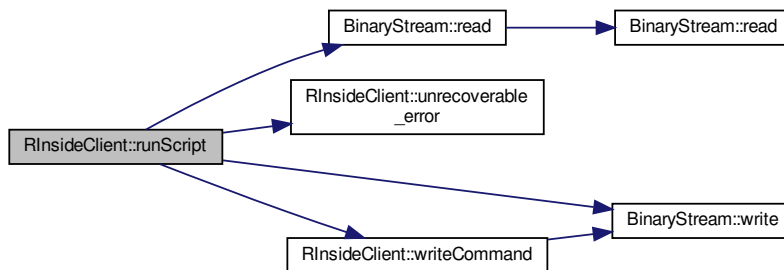 BinaryStream::read
BinaryStream::read
RInsideClient::unrecoverable
_error
RInsideClient::runScript
BinaryStream::write
RInsideClient::writeCommand